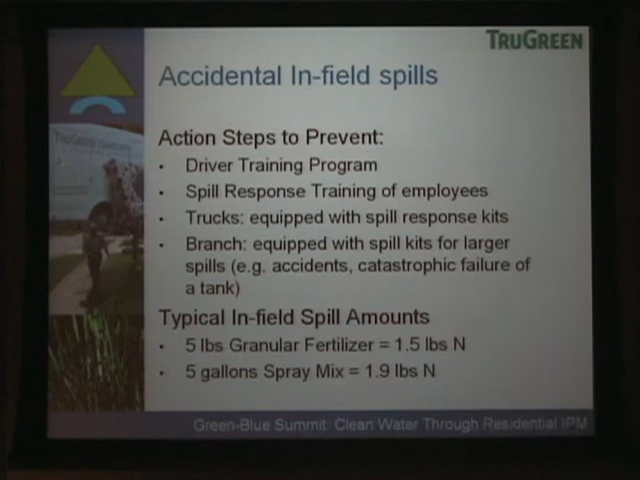 TRUGREEN
Accidental In-field spills
Action Steps to Prevent:
• Driver Training Program
• Spill Response Training of employees
• Trucks: equipped with spill response kits
• Branch: equipped with spill kits for larger
spills (e.g. accidents, catastrophic failure of
a tank)
Typical In-field Spill Amounts
• 5 lbs Granular Fertilizer = 1.5 lbs N
• 5 gallons Spray Mix = 1.9 lbs N
Green-Blue Summit: Clean Water Through Residential IPM